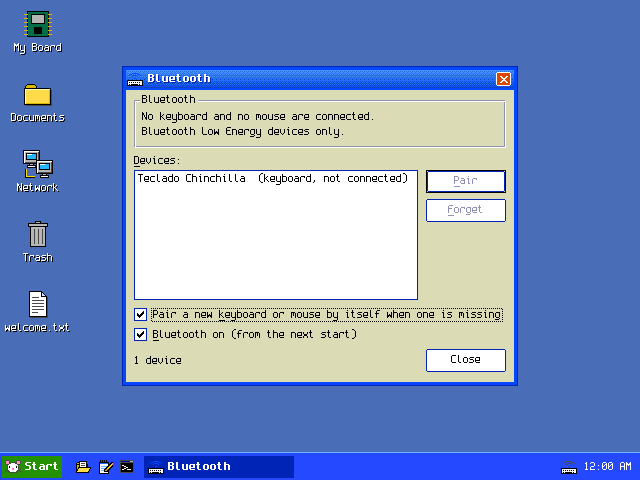 My Board
Documents
Network
Trash
welcome.txt
Bluetooth
Bluetooth
No keyboard and no mouse are connected.
Bluetooth Low Energy devices only.
Devices:
Teclado Chinchilla (keyboard, not connected)
Pair
Forget
Pair a new keyboard or mouse by itself when one is missing
Bluetooth on (from the next start)
1 device
Close
Start
Bluetooth
12:00 AM